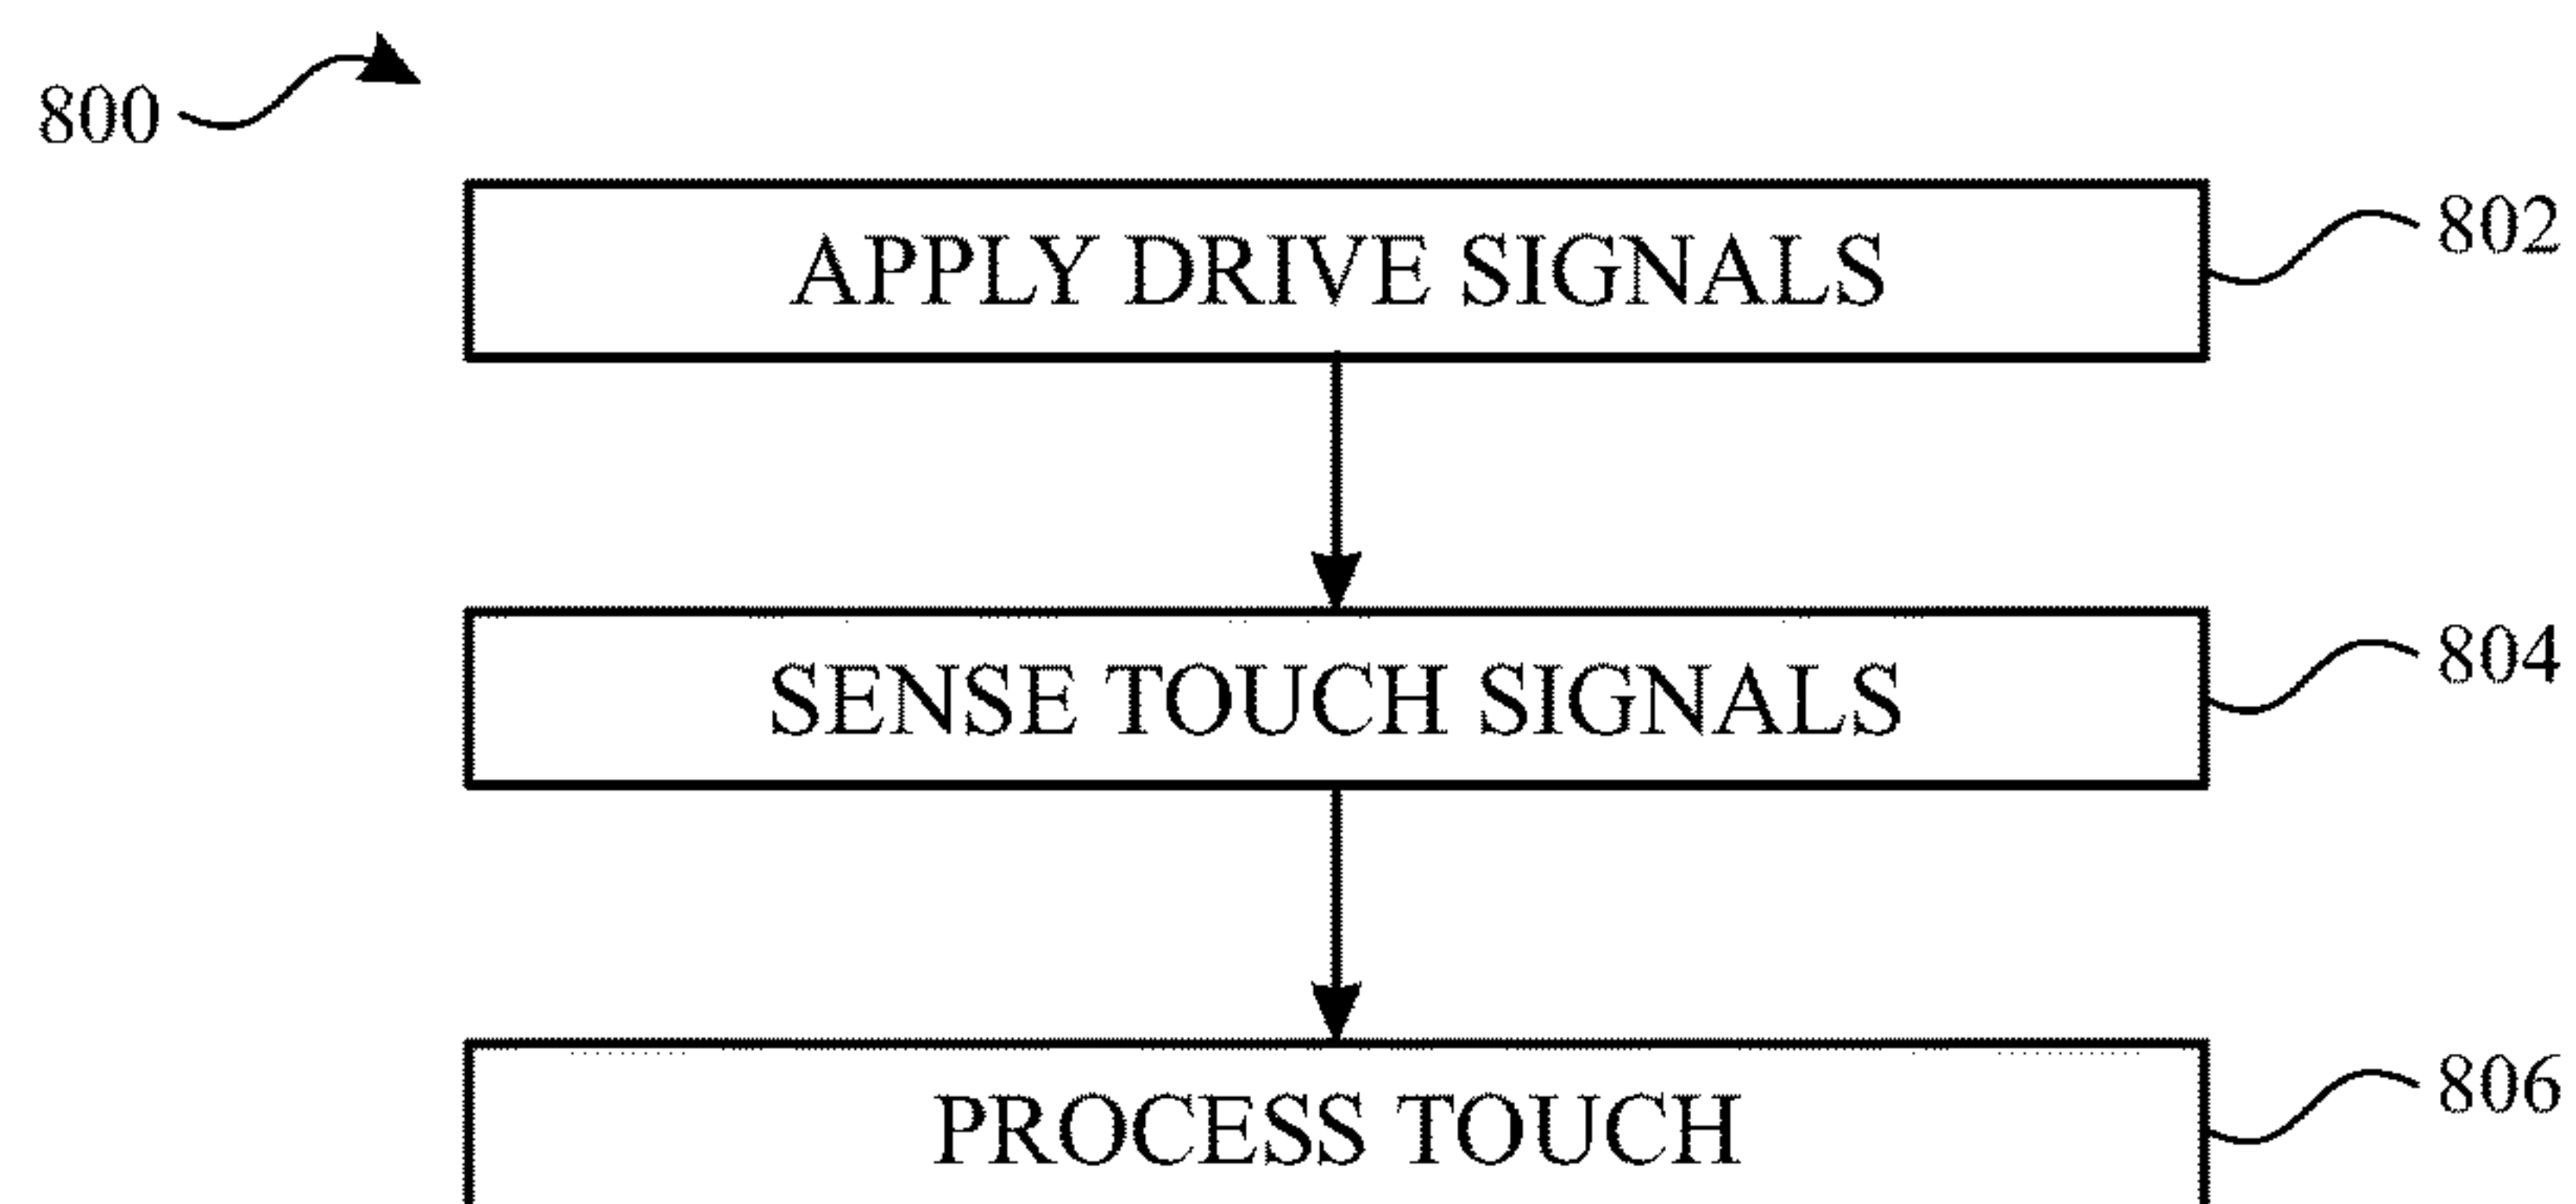 800
APPLY DRIVE SIGNALS
802
SENSE TOUCH SIGNALS
804
PROCESS TOUCH
806